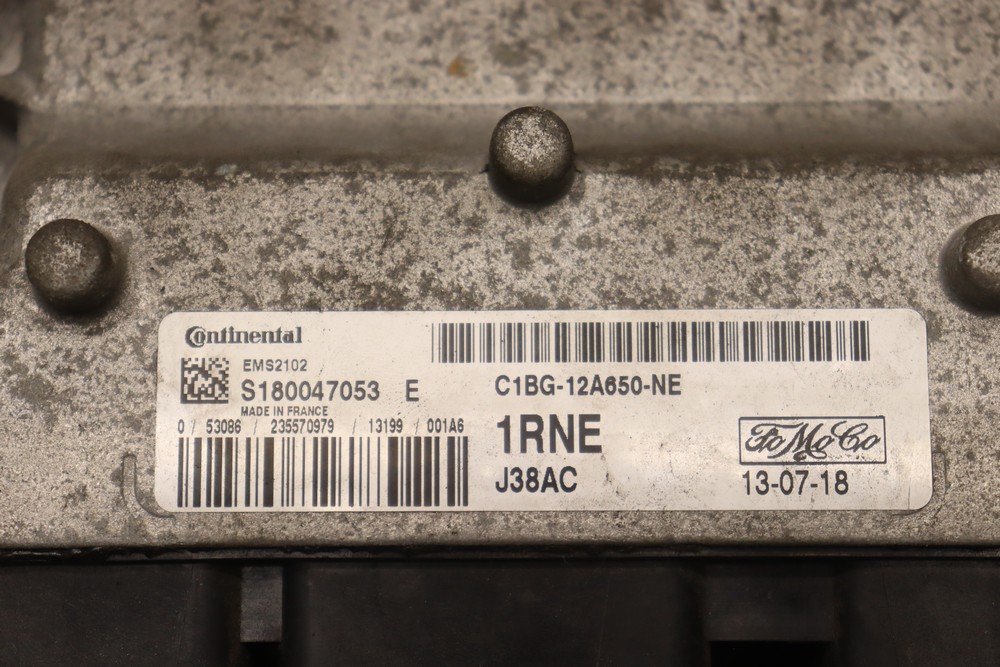 Continental
EMS2102
S180047053 E
MADE IN FRANCE
0 / 53086 / 235570979 / 13199 / 001A6
C1BG-12A650-NE
1RNE
J38AC
FoMoCo
13-07-18